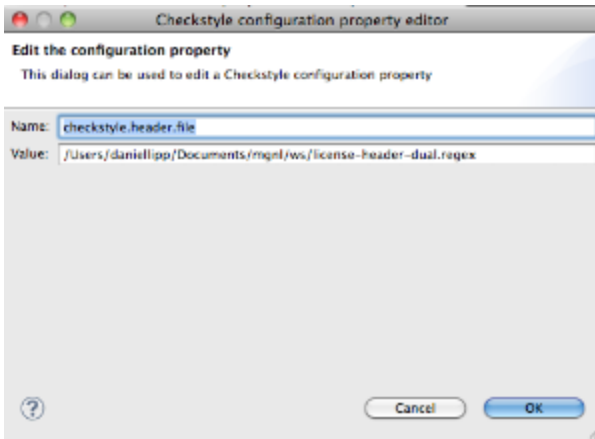 Checkstyle configuration property editor
Edit the configuration property
This dialog can be used to edit a Checkstyle configuration property
Name: checkstyle.header.file
Value: /Users/daniellipp/Documents/mgnl/ws/license-header-dual.regex
? Cancel OK